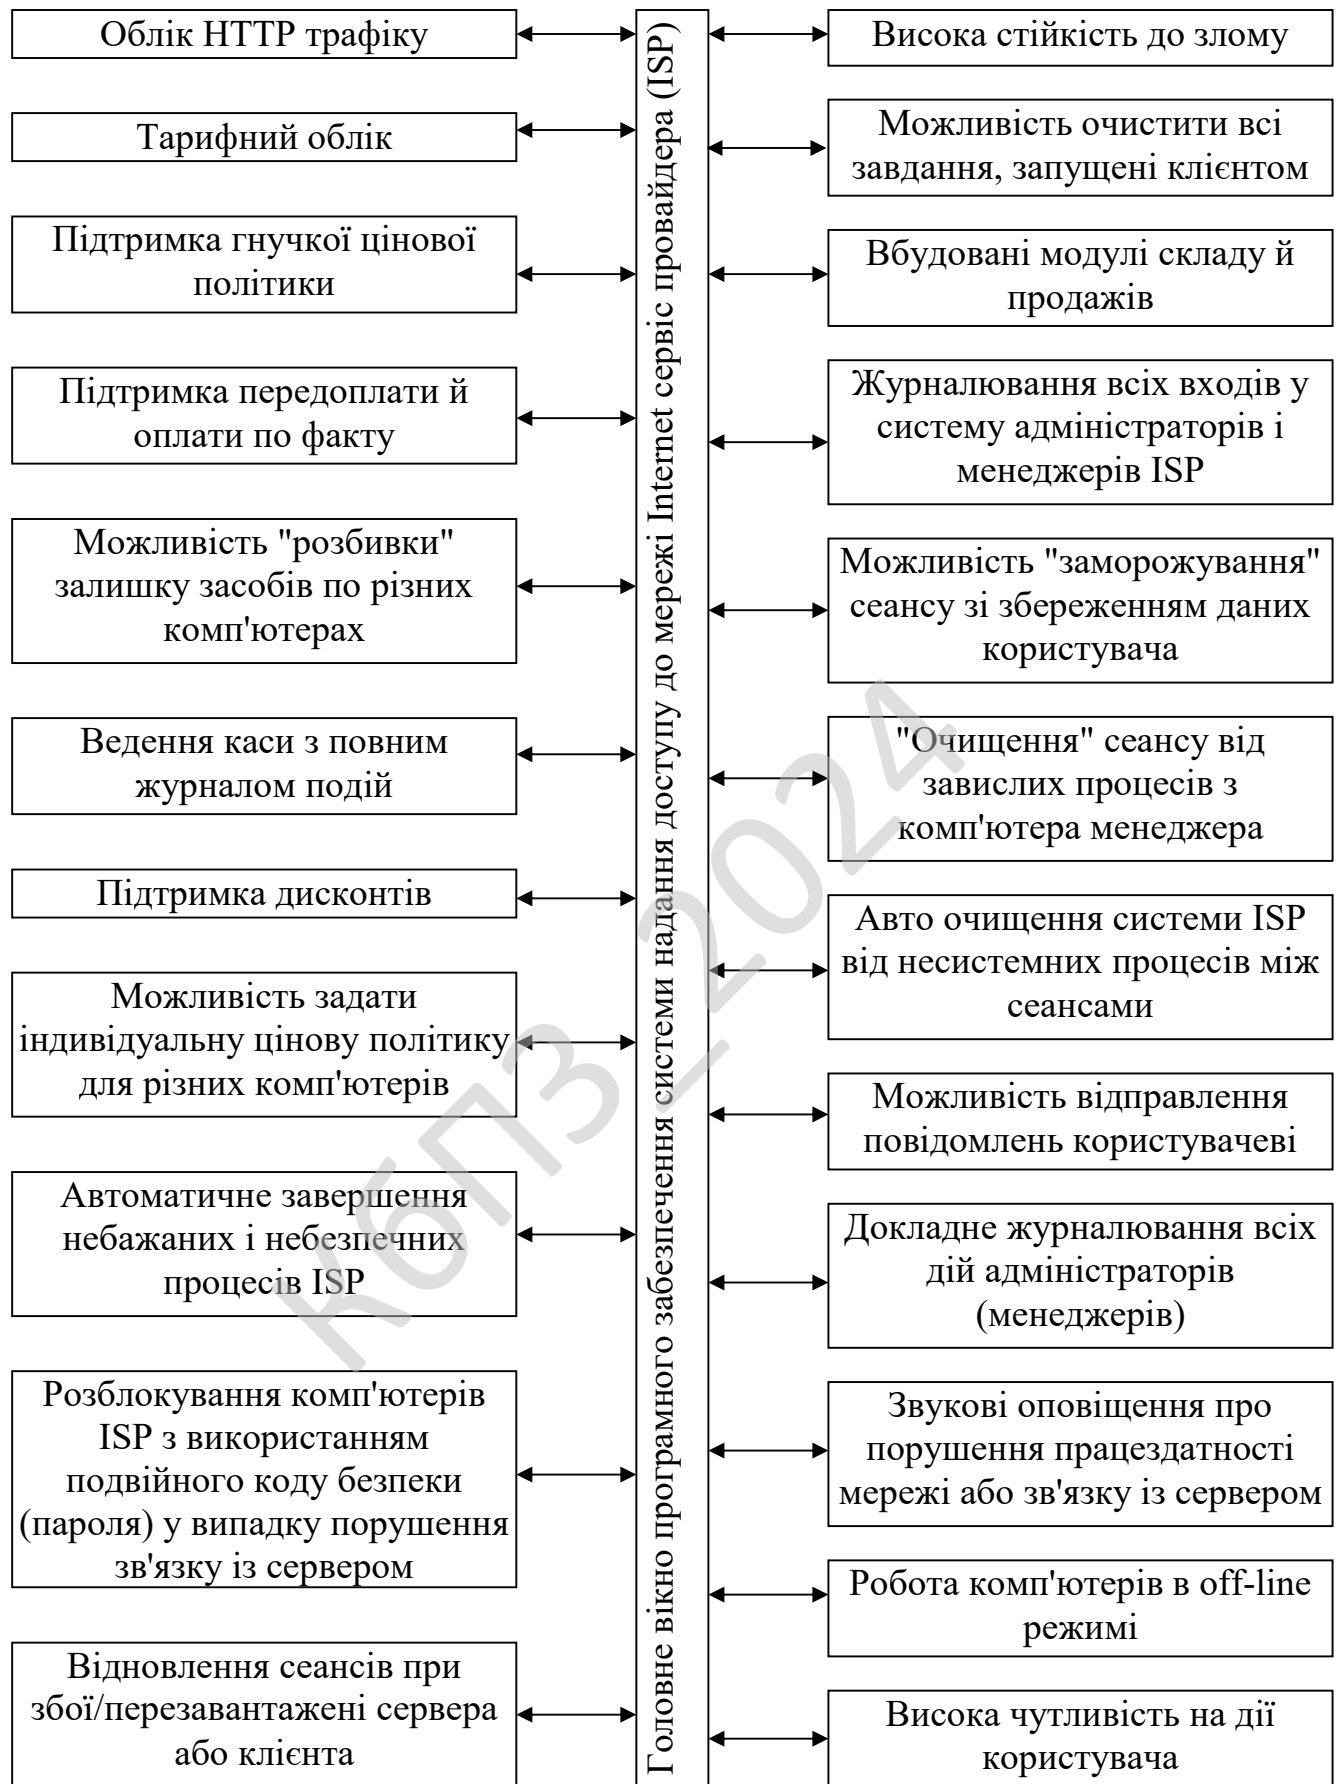 Облік HTTP трафіку
Тарифний облік
Підтримка гнучкої цінової
політики
Підтримка передоплати й
оплати по факту
Можливість "розбивки"
залишку засобів по різних
комп'ютерах
Ведення каси з повним
журналом подій
Підтримка дисконтів
Можливість задати
індивідуальну цінову політику
для різних комп'ютерів
Автоматичне завершення
небажаних і небезпечних
процесів ISP
Розблокування комп'ютерів
ISP з використанням
подвійного коду безпеки
(пароля) у випадку порушення
зв'язку із сервером
Відновлення сеансів при
збої/перезавантажені сервера
або клієнта
Головне вікно програмного забезпечення системи надання доступу до мережі Internet сервіс провайдера (ISP)
Висока стійкість до злому
Можливість очистити всі
завдання, запущені клієнтом
Вбудовані модулі складу й
продажів
Журналювання всіх входів у
систему адміністраторів і
менеджерів ISP
Можливість "заморожування"
сеансу зі збереженням даних
користувача
"Очищення" сеансу від
завислих процесів з
комп'ютера менеджера
Авто очищення системи ISP
від несистемних процесів між
сеансами
Можливість відправлення
повідомлень користувачеві
Докладне журналювання всіх
дій адміністраторів
(менеджерів)
Звукові оповіщення про
порушення працездатності
мережі або зв'язку із сервером
Робота комп'ютерів в off-line
режимі
Висока чутливість на дії
користувача
КбПЗ_2024